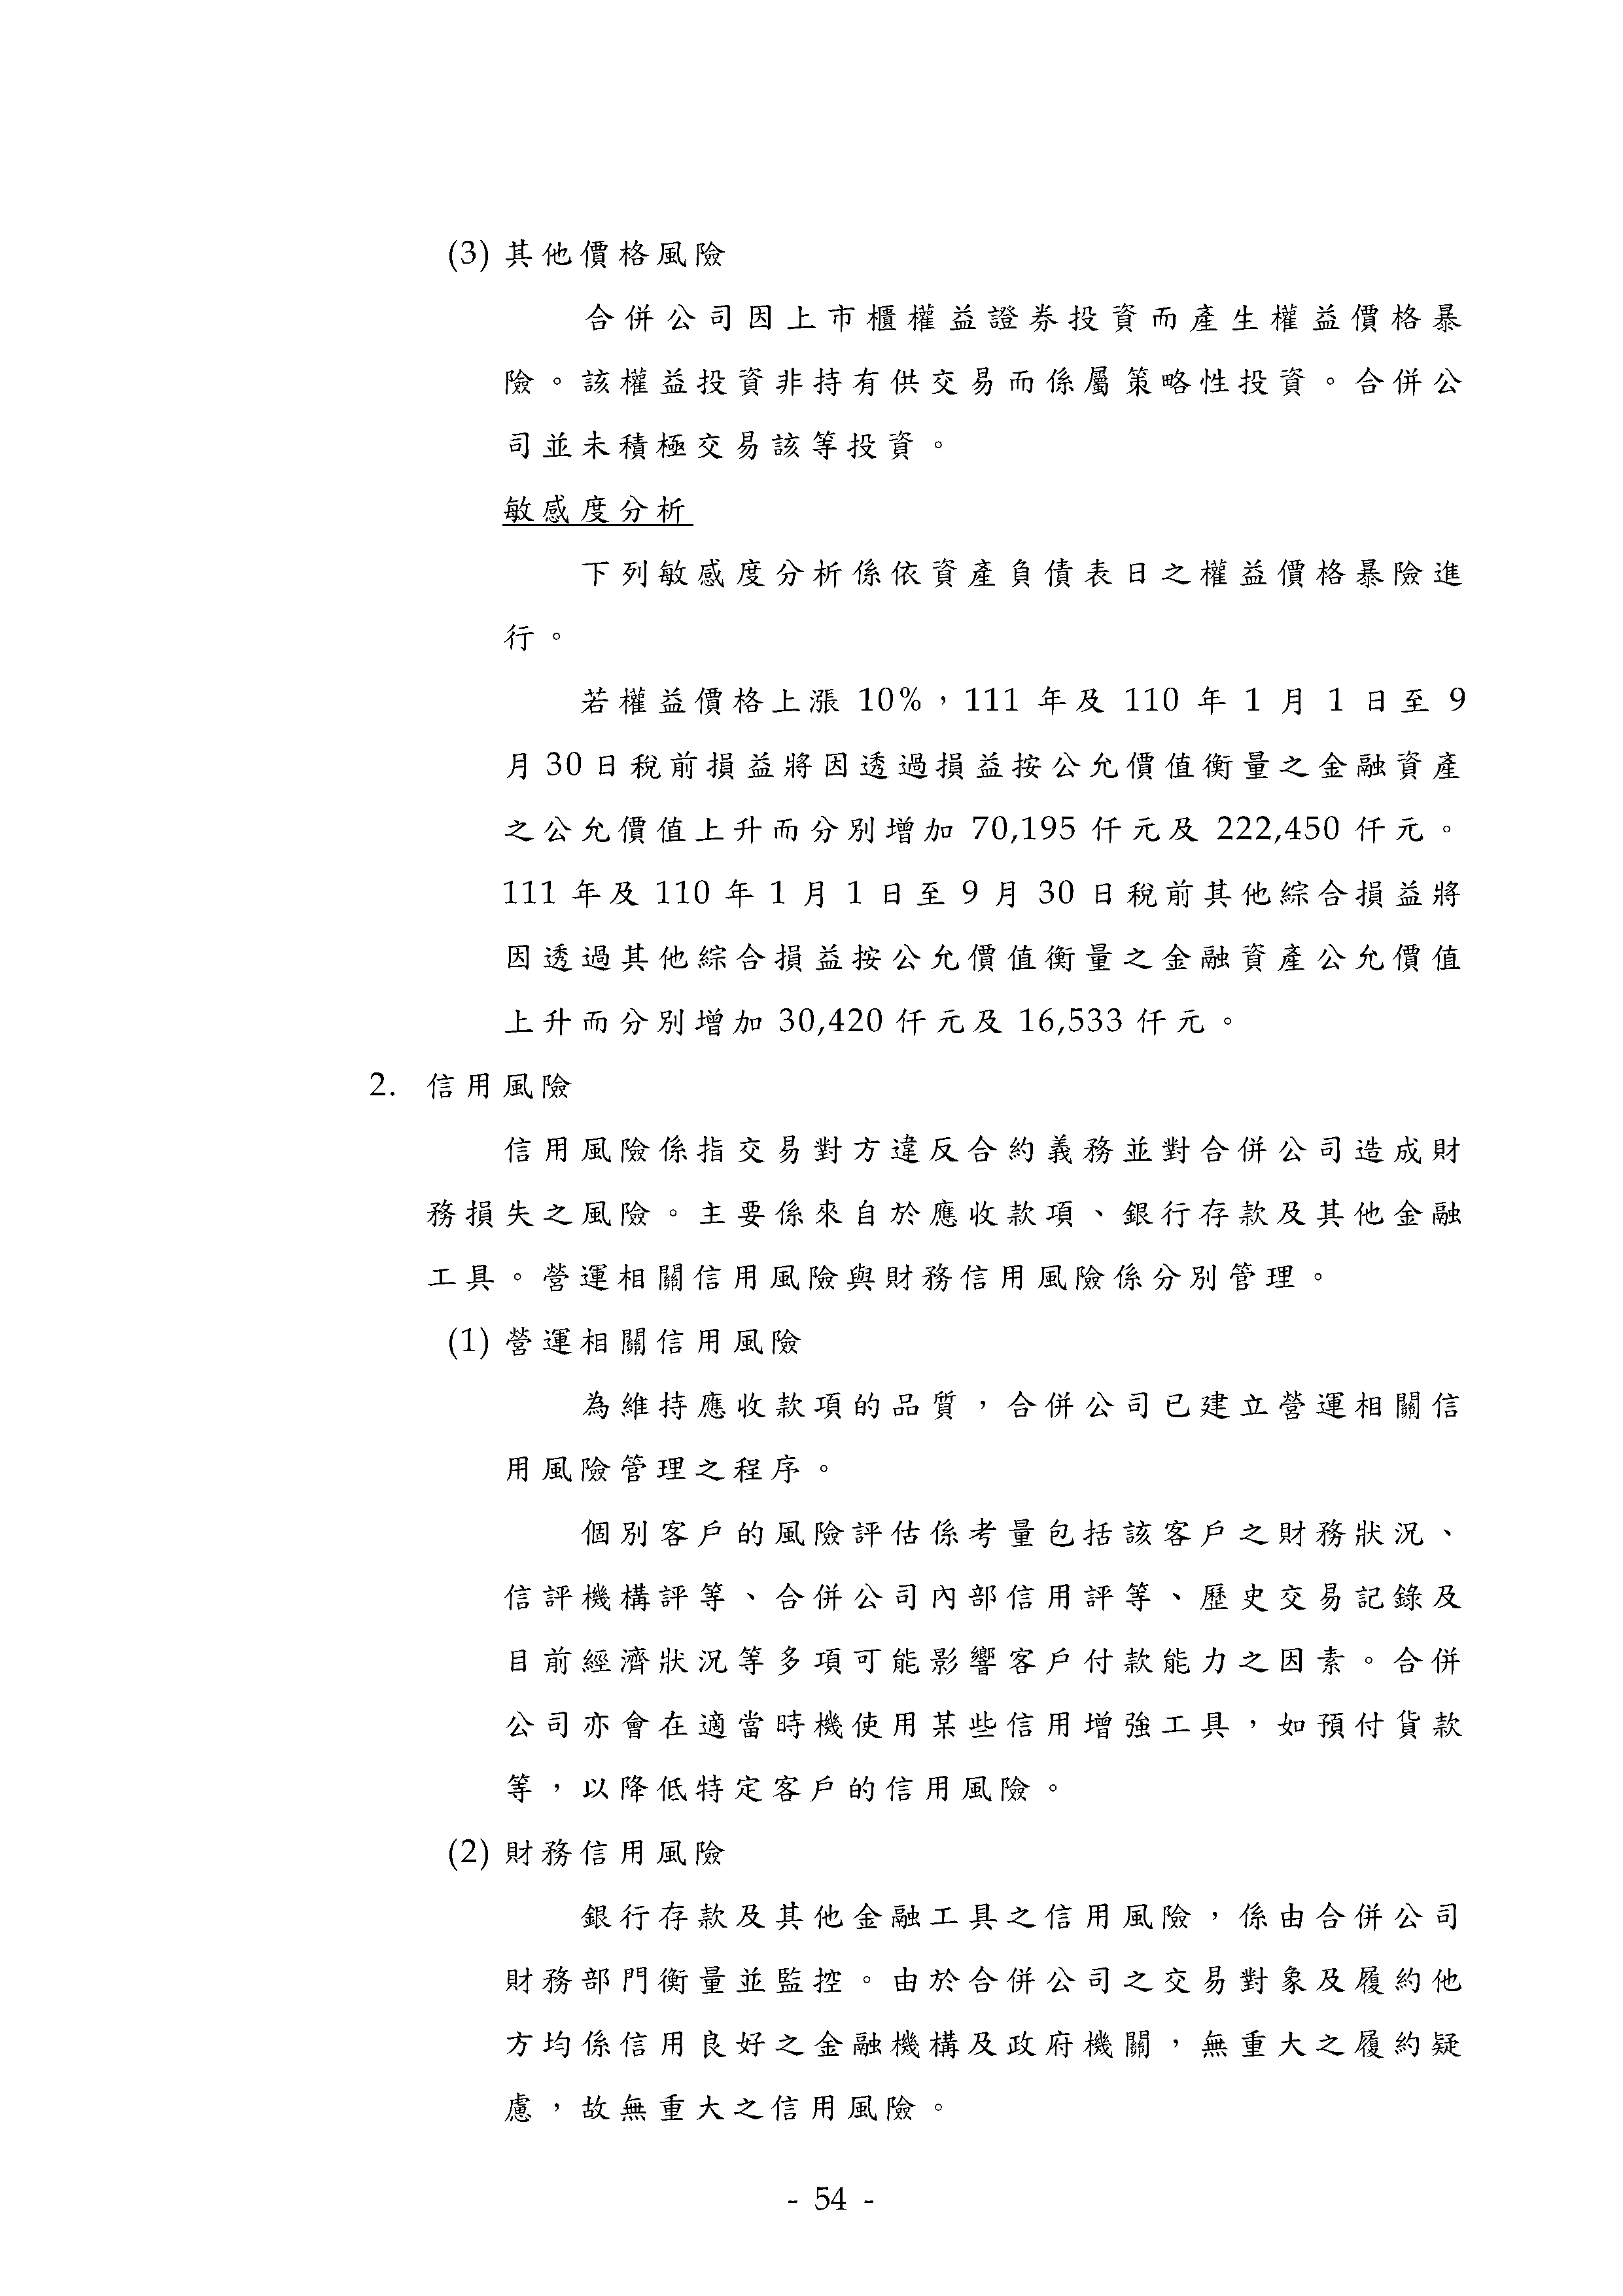 (3) 其他價格風險
合併公司因上市櫃權益證券投資而產生權益價格暴
險。該權益投資非持有供交易而係屬策略性投資。合併公
司並未積極交易該等投資。
敏感度分析
下列敏感度分析係依資產負債表日之權益價格暴險進
行。
若權益價格上漲 10%，111 年及 110 年 1 月 1 日至 9
月 30 日稅前損益將因透過損益按公允價值衡量之金融資產
之公允價值上升而分別增加 70,195 仟元及 222,450 仟元。
111 年及 110 年 1 月 1 日至 9 月 30 日稅前其他綜合損益將
因透過其他綜合損益按公允價值衡量之金融資產公允價值
上升而分別增加 30,420 仟元及 16,533 仟元。
2. 信用風險
信用風險係指交易對方違反合約義務並對合併公司造成財
務損失之風險。主要係來自於應收款項、銀行存款及其他金融
工具。營運相關信用風險與財務信用風險係分別管理。
(1) 營運相關信用風險
為維持應收款項的品質，合併公司已建立營運相關信
用風險管理之程序。
個別客戶的風險評估係考量包括該客戶之財務狀況、
信評機構評等、合併公司內部信用評等、歷史交易記錄及
目前經濟狀況等多項可能影響客戶付款能力之因素。合併
公司亦會在適當時機使用某些信用增強工具，如預付貨款
等，以降低特定客戶的信用風險。
(2) 財務信用風險
銀行存款及其他金融工具之信用風險，係由合併公司
財務部門衡量並監控。由於合併公司之交易對象及履約他
方均係信用良好之金融機構及政府機關，無重大之履約疑
慮，故無重大之信用風險。
- 54 -